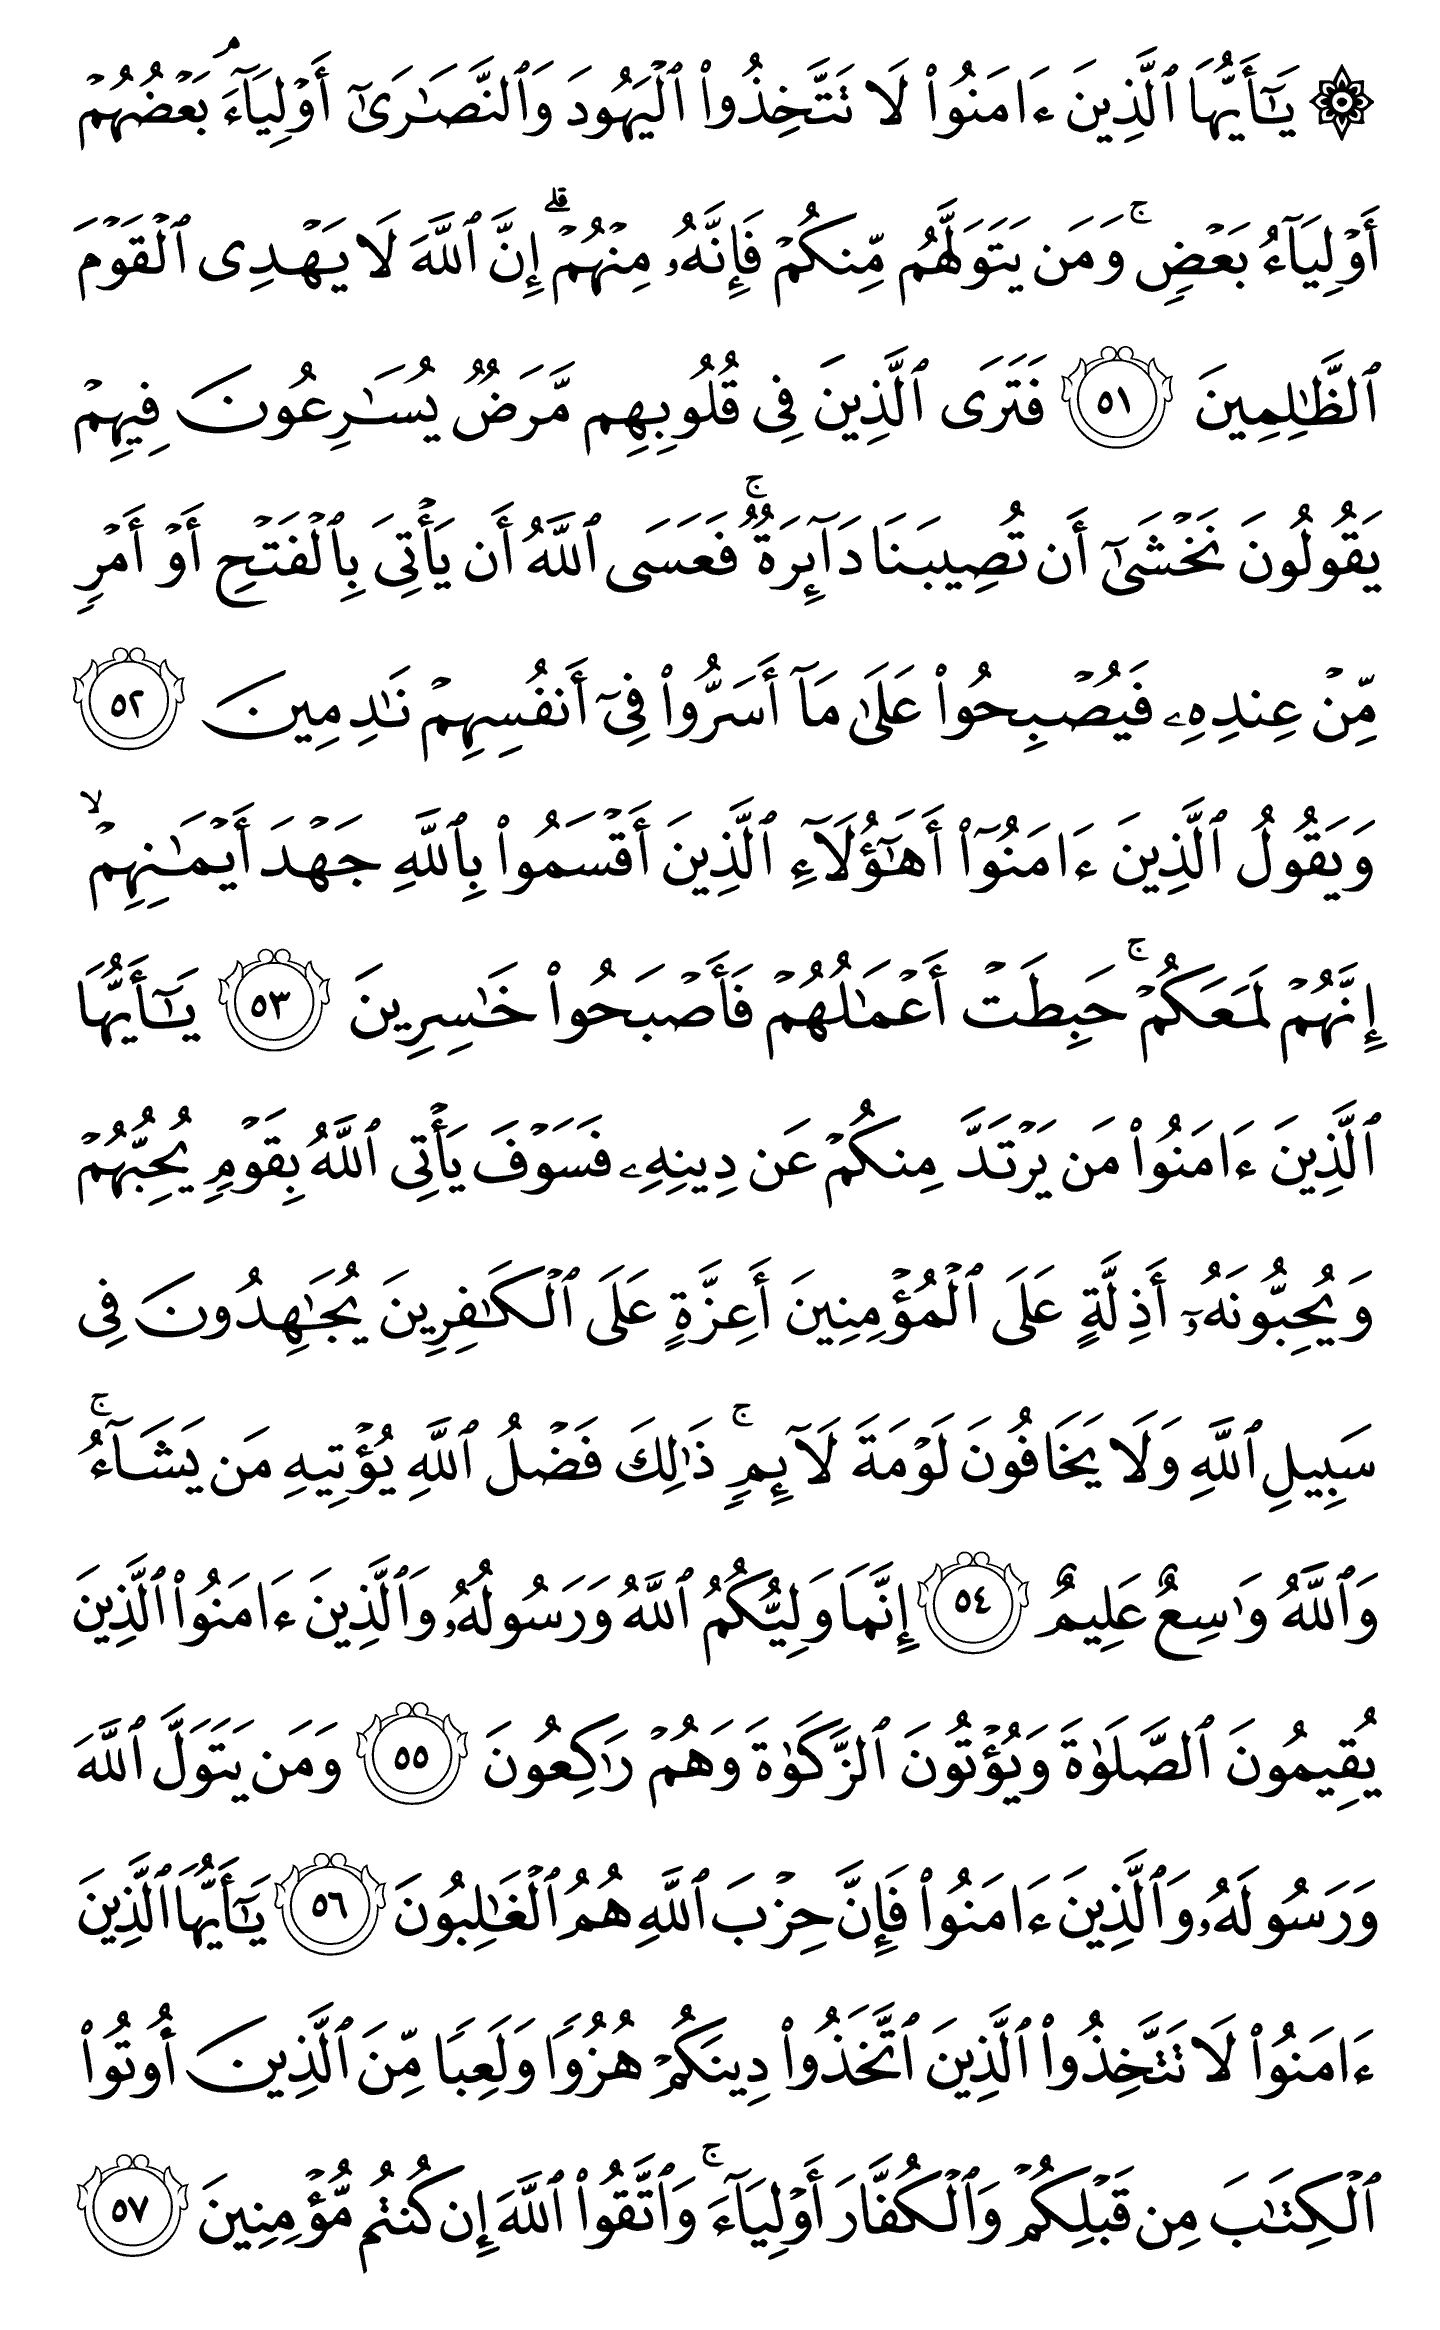 ۞ يَـٰٓأَيُّهَا ٱلَّذِينَ ءَامَنُوا۟ لَا تَتَّخِذُوا۟ ٱلْيَهُودَ وَٱلنَّصَـٰرَىٰٓ أَوْلِيَآءَ ۘ بَعْضُهُمْ
أَوْلِيَآءُ بَعْضٍ ۚ وَمَن يَتَوَلَّهُم مِّنكُمْ فَإِنَّهُۥ مِنْهُمْ ۗ إِنَّ ٱللَّهَ لَا يَهْدِى ٱلْقَوْمَ
ٱلظَّـٰلِمِينَ ٥١ فَتَرَى ٱلَّذِينَ فِى قُلُوبِهِم مَّرَضٌ يُسَـٰرِعُونَ فِيهِمْ
يَقُولُونَ نَخْشَىٰٓ أَن تُصِيبَنَا دَآئِرَةٌ ۚ فَعَسَى ٱللَّهُ أَن يَأْتِىَ بِٱلْفَتْحِ أَوْ أَمْرٍ
مِّنْ عِندِهِۦ فَيُصْبِحُوا۟ عَلَىٰ مَآ أَسَرُّوا۟ فِىٓ أَنفُسِهِمْ نَـٰدِمِينَ ٥٢
وَيَقُولُ ٱلَّذِينَ ءَامَنُوٓا۟ أَهَـٰٓؤُلَآءِ ٱلَّذِينَ أَقْسَمُوا۟ بِٱللَّهِ جَهْدَ أَيْمَـٰنِهِمْ ۙ
إِنَّهُمْ لَمَعَكُمْ ۚ حَبِطَتْ أَعْمَـٰلُهُمْ فَأَصْبَحُوا۟ خَـٰسِرِينَ ٥٣ يَـٰٓأَيُّهَا
ٱلَّذِينَ ءَامَنُوا۟ مَن يَرْتَدَّ مِنكُمْ عَن دِينِهِۦ فَسَوْفَ يَأْتِى ٱللَّهُ بِقَوْمٍ يُحِبُّهُمْ
وَيُحِبُّونَهُۥٓ أَذِلَّةٍ عَلَى ٱلْمُؤْمِنِينَ أَعِزَّةٍ عَلَى ٱلْكَـٰفِرِينَ يُجَـٰهِدُونَ فِى
سَبِيلِ ٱللَّهِ وَلَا يَخَافُونَ لَوْمَةَ لَآئِمٍ ۚ ذَٰلِكَ فَضْلُ ٱللَّهِ يُؤْتِيهِ مَن يَشَآءُ ۚ
وَٱللَّهُ وَٰسِعٌ عَلِيمٌ ٥٤ إِنَّمَا وَلِيُّكُمُ ٱللَّهُ وَرَسُولُهُۥ وَٱلَّذِينَ ءَامَنُوا۟ ٱلَّذِينَ
يُقِيمُونَ ٱلصَّلَوٰةَ وَيُؤْتُونَ ٱلزَّكَوٰةَ وَهُمْ رَٰكِعُونَ ٥٥ وَمَن يَتَوَلَّ ٱللَّهَ
وَرَسُولَهُۥ وَٱلَّذِينَ ءَامَنُوا۟ فَإِنَّ حِزْبَ ٱللَّهِ هُمُ ٱلْغَـٰلِبُونَ ٥٦ يَـٰٓأَيُّهَا ٱلَّذِينَ
ءَامَنُوا۟ لَا تَتَّخِذُوا۟ ٱلَّذِينَ ٱتَّخَذُوا۟ دِينَكُمْ هُزُوًا وَلَعِبًا مِّنَ ٱلَّذِينَ أُوتُوا۟
ٱلْكِتَـٰبَ مِن قَبْلِكُمْ وَٱلْكُفَّارَ أَوْلِيَآءَ ۚ وَٱتَّقُوا۟ ٱللَّهَ إِن كُنتُم مُّؤْمِنِينَ ٥٧